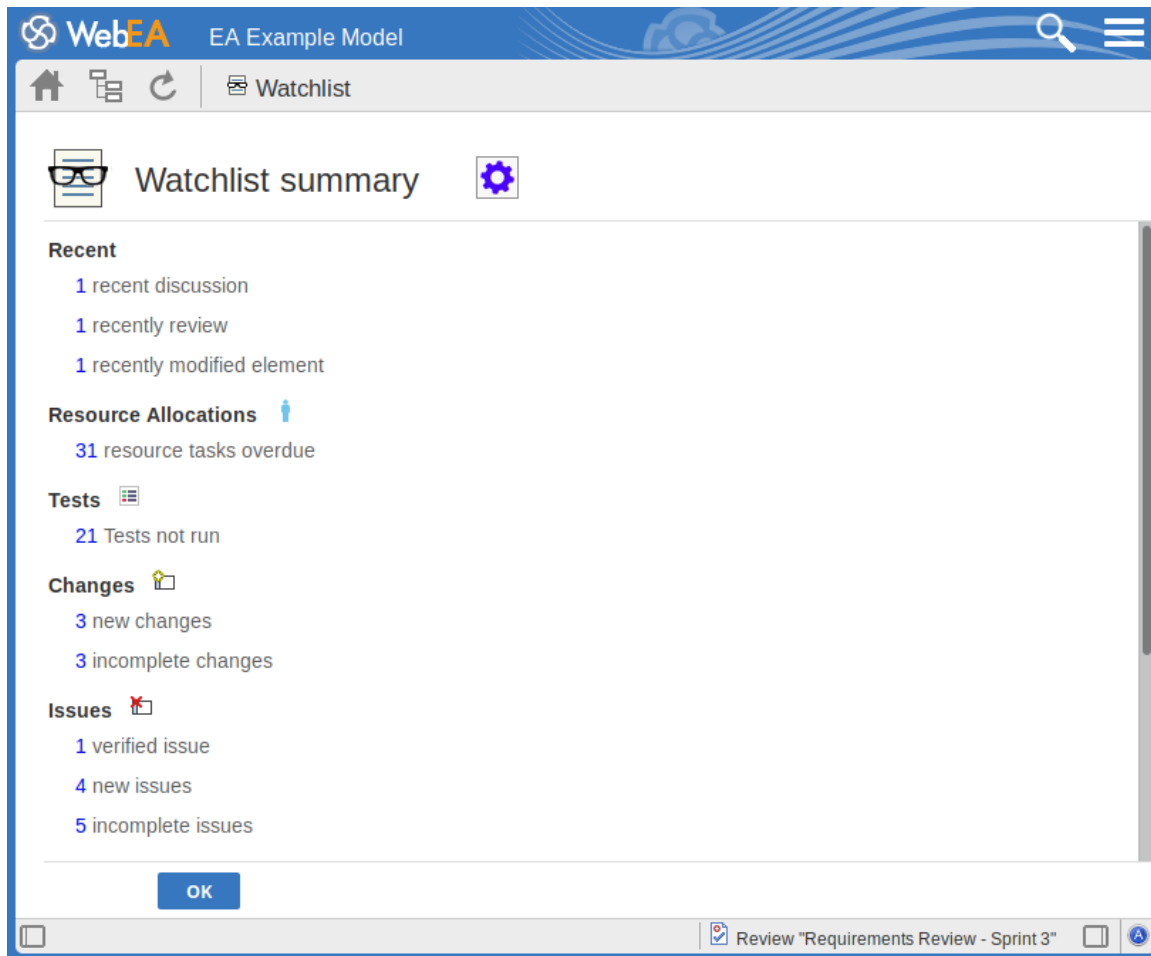 WebEA EA Example Model
Watchlist
Watchlist summary
Recent
1 recent discussion
1 recently review
1 recently modified element
Resource Allocations
31 resource tasks overdue
Tests
21 Tests not run
Changes
3 new changes
3 incomplete changes
Issues
1 verified issue
4 new issues
5 incomplete issues
OK
Review "Requirements Review - Sprint 3" A